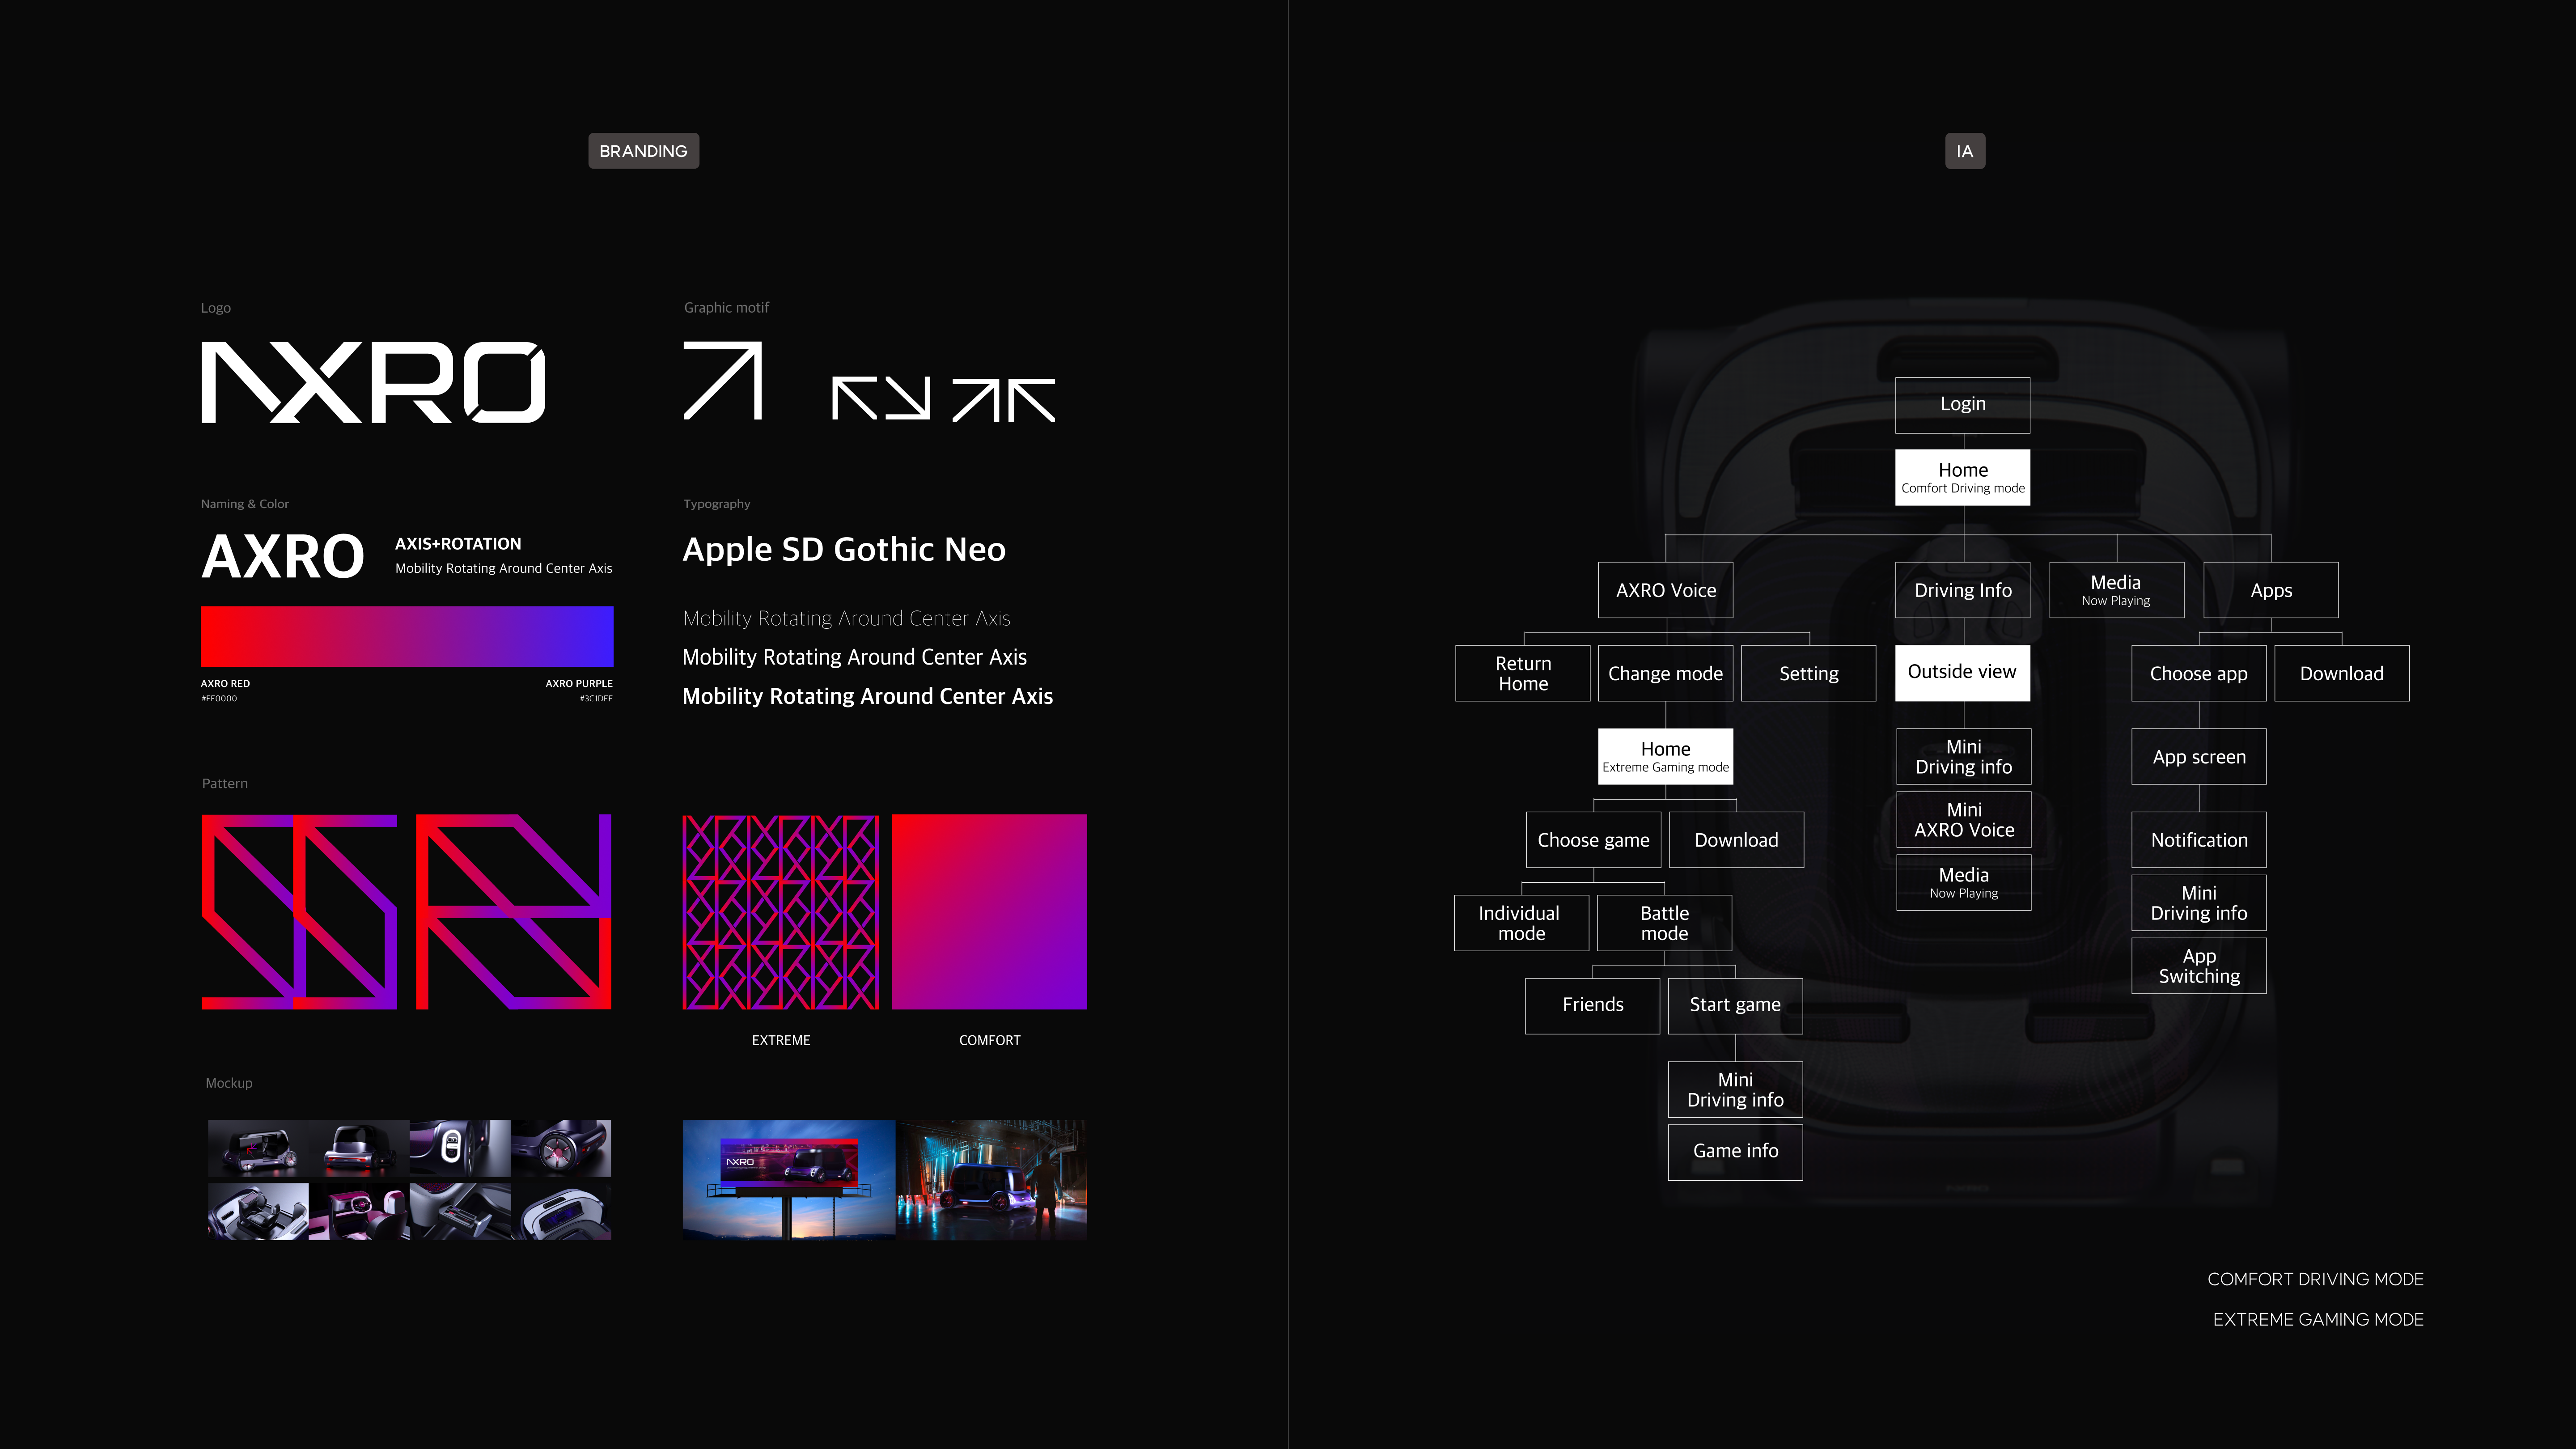 BRANDING
Logo
AXRO
Graphic motif
Naming & Color
AXRO
AXIS+ROTATION
Mobility Rotating Around Center Axis
AXRO RED
#FF0000
AXRO PURPLE
#3C1DFF
Typography
Apple SD Gothic Neo
Mobility Rotating Around Center Axis
Mobility Rotating Around Center Axis
Mobility Rotating Around Center Axis
Pattern
EXTREME
COMFORT
Mockup
AXRO
IA
Login
Home
Comfort Driving mode
AXRO Voice
Driving Info
Media
Now Playing
Apps
Return
Home
Change mode
Setting
Outside view
Choose app
Download
Home
Extreme Gaming mode
Mini
Driving info
App screen
Mini
AXRO Voice
Choose game
Download
Notification
Media
Now Playing
Individual
mode
Battle
mode
Mini
Driving info
App
Switching
Friends
Start game
Mini
Driving info
Game info
COMFORT DRIVING MODE
EXTREME GAMING MODE